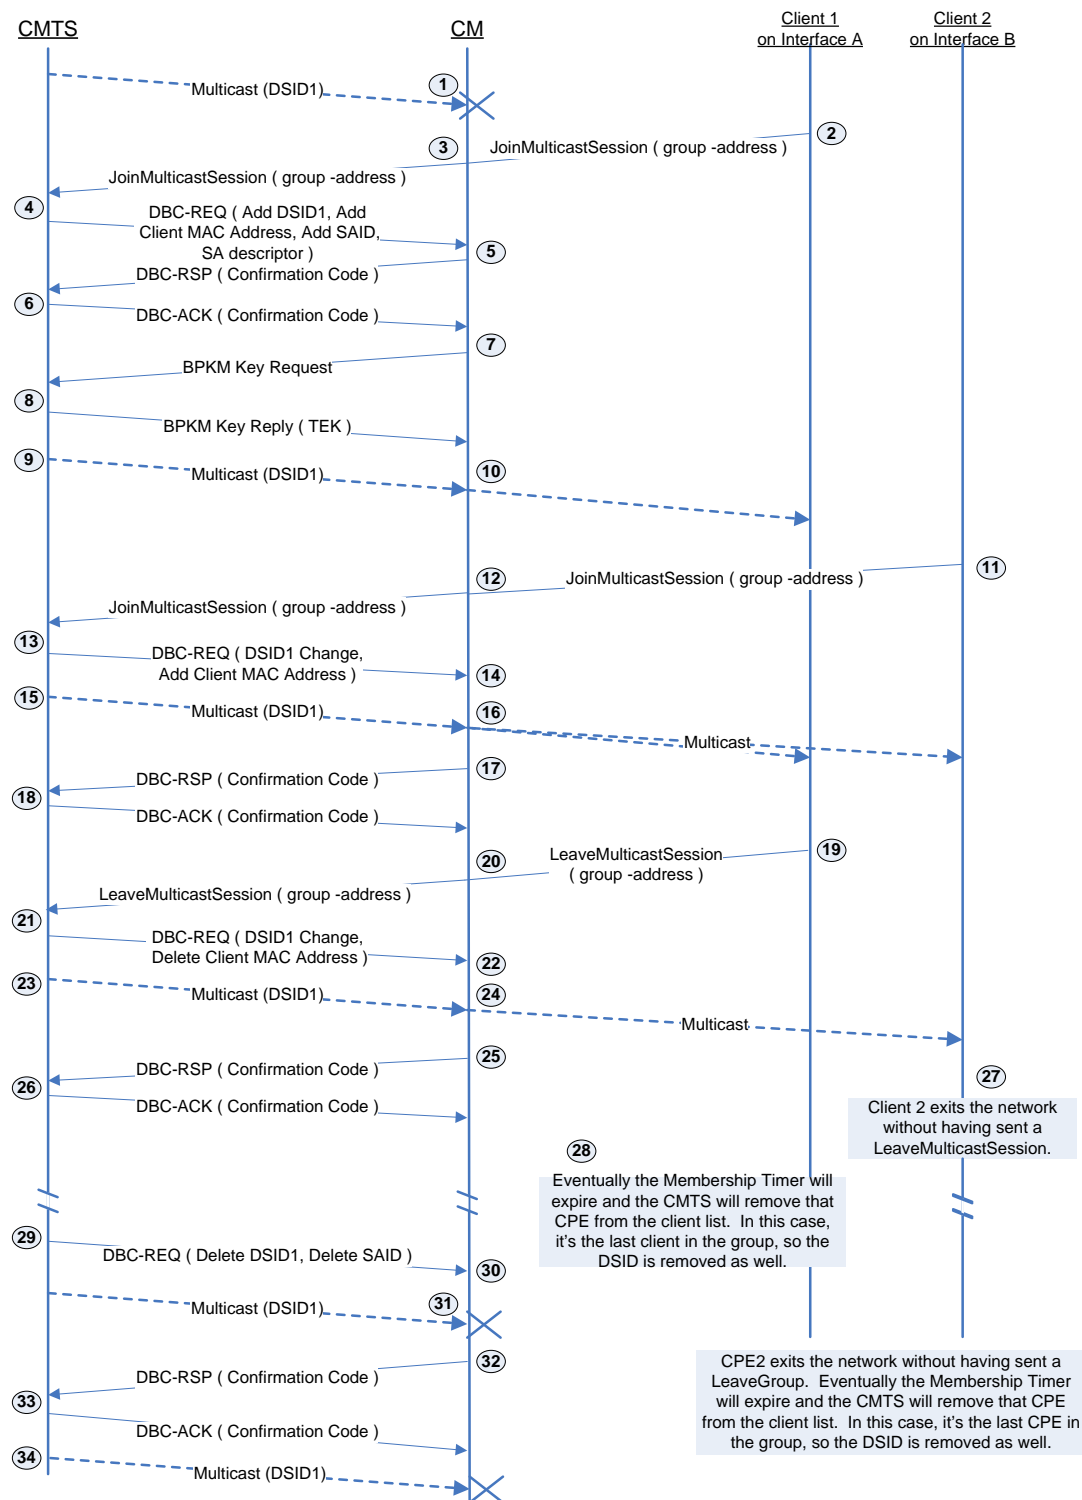 CMTS
CM
Client 1
on Interface A
Client 2
on Interface B
1
Multicast (DSID1)
2
3
JoinMulticastSession ( group -address )
JoinMulticastSession ( group -address )
4
DBC-REQ ( Add DSID1, Add
Client MAC Address, Add SAID,
SA descriptor )
5
DBC-RSP ( Confirmation Code )
6
DBC-ACK ( Confirmation Code )
7
BPKM Key Request
8
BPKM Key Reply ( TEK )
9
Multicast (DSID1)
10
11
12
JoinMulticastSession ( group -address )
JoinMulticastSession ( group -address )
13
DBC-REQ ( DSID1 Change,
Add Client MAC Address )
14
15
Multicast (DSID1)
16
Multicast
17
DBC-RSP ( Confirmation Code )
18
DBC-ACK ( Confirmation Code )
19
20
LeaveMulticastSession
( group -address )
LeaveMulticastSession ( group -address )
21
DBC-REQ ( DSID1 Change,
Delete Client MAC Address )
22
23
Multicast (DSID1)
24
Multicast
25
DBC-RSP ( Confirmation Code )
26
DBC-ACK ( Confirmation Code )
27
Client 2 exits the network
without having sent a
LeaveMulticastSession.
28
Eventually the Membership Timer will
expire and the CMTS will remove that
CPE from the client list. In this case,
it's the last client in the group, so the
DSID is removed as well.
29
DBC-REQ ( Delete DSID1, Delete SAID )
30
31
Multicast (DSID1)
32
DBC-RSP ( Confirmation Code )
33
DBC-ACK ( Confirmation Code )
34
Multicast (DSID1)
CPE2 exits the network without having sent a
LeaveGroup. Eventually the Membership Timer
will expire and the CMTS will remove that CPE
from the client list. In this case, it's the last CPE in
the group, so the DSID is removed as well.